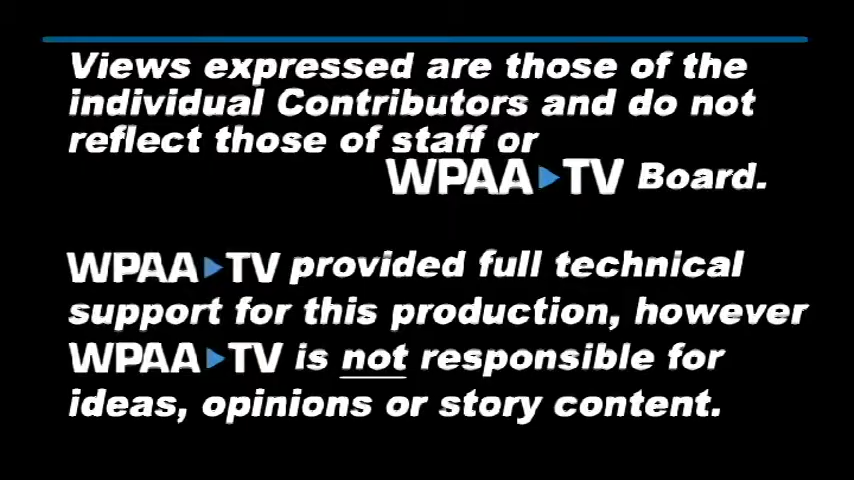 Views expressed are those of the
individual Contributors and do not
reflect those of staff or
WPAA TV Board.
WPAA TV provided full technical
support for this production, however
WPAA TV is not responsible for
ideas, opinions or story content.